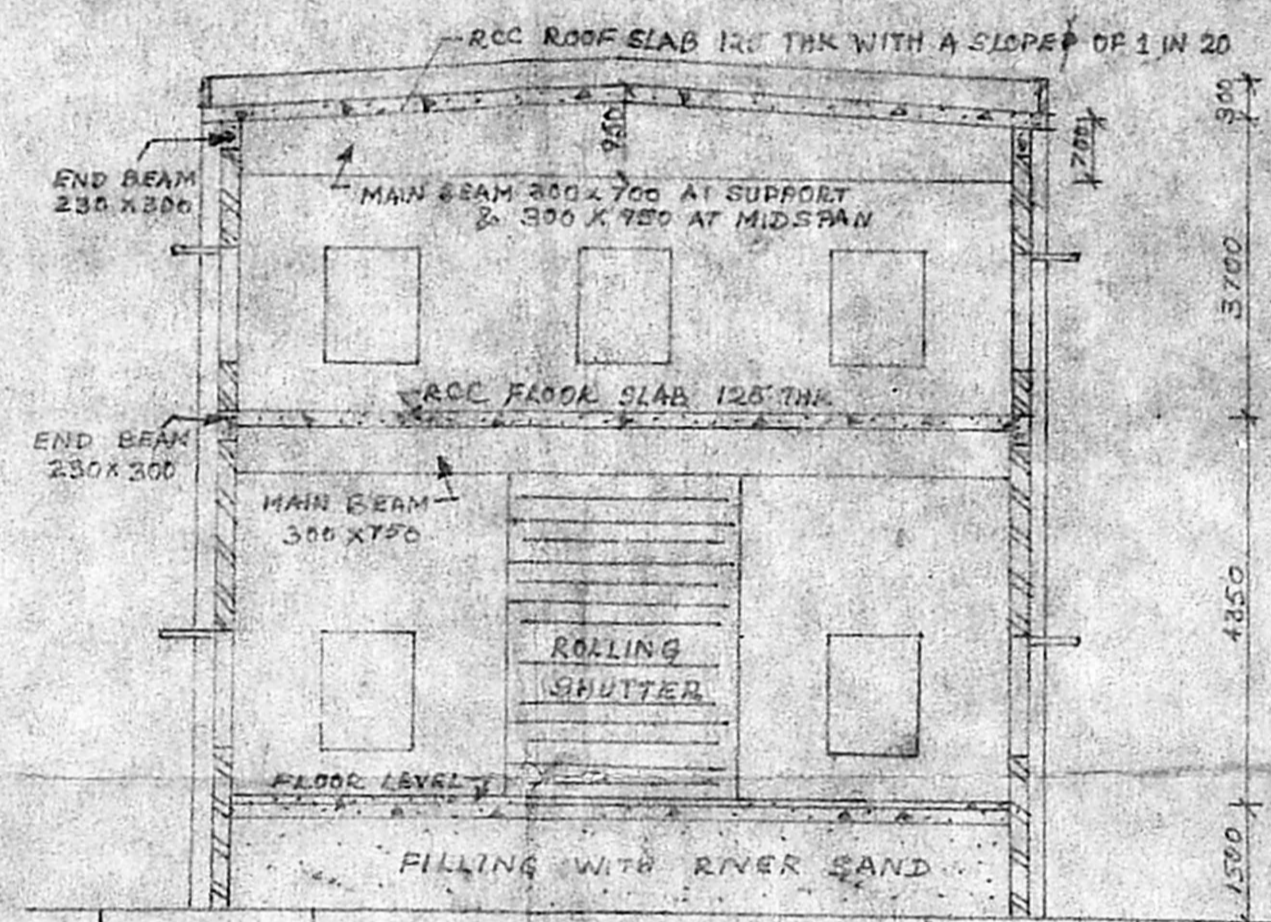 RCC ROOF SLAB 125 THK WITH A SLOPE OF 1 IN 20
300
950
700
END BEAM
230 X 300
MAIN BEAM 300 x 700 AT SUPPORT
& 300 X 950 AT MIDSPAN
3700
RCC FLOOR SLAB 125 THK
END BEAM
230 X 300
MAIN BEAM
300 X 750
4850
ROLLING
SHUTTER
FLOOR LEVEL
FILLING WITH RIVER SAND
1500